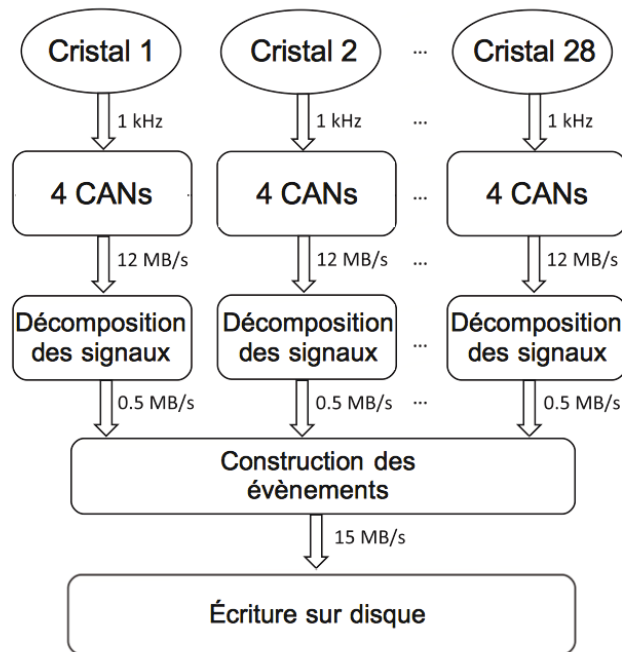 Cristal 1 Cristal 2 ... Cristal 28
1 kHz 1 kHz ... 1 kHz
4 CANs 4 CANs ... 4 CANs
12 MB/s 12 MB/s ... 12 MB/s
Décomposition Décomposition Décomposition
des signaux des signaux ... des signaux
0.5 MB/s 0.5 MB/s ... 0.5 MB/s
Construction des
évènements
15 MB/s
Écriture sur disque